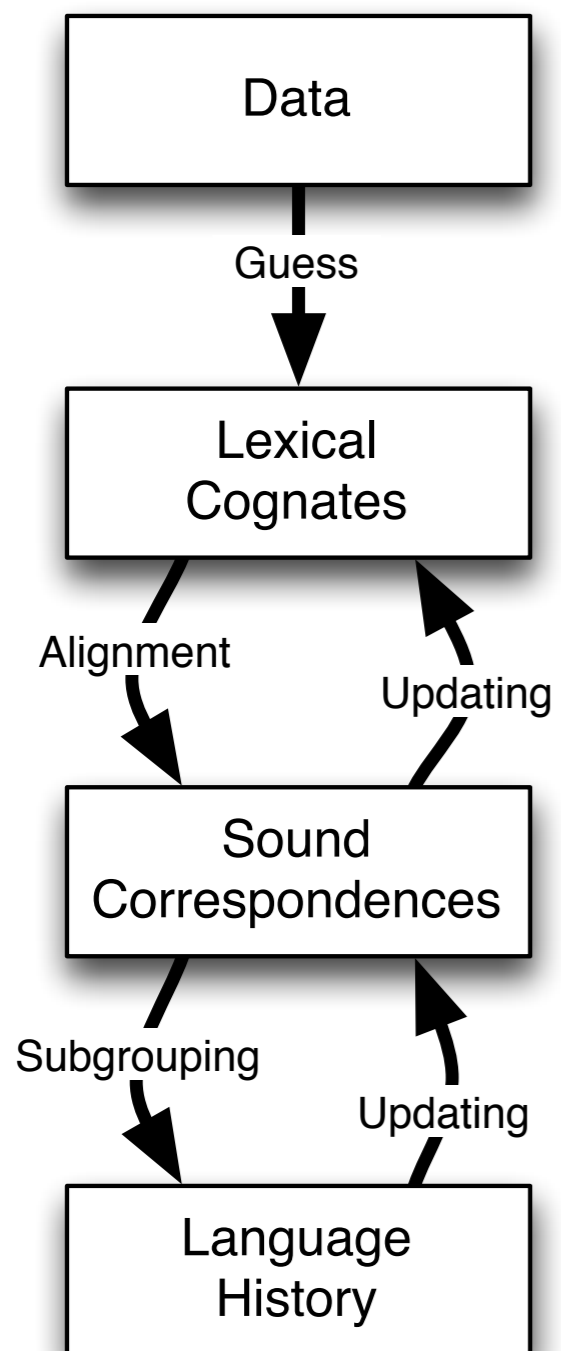 Data
Guess
Lexical
Cognates
Alignment
Updating
Sound
Correspondences
Subgrouping
Updating
Language
History